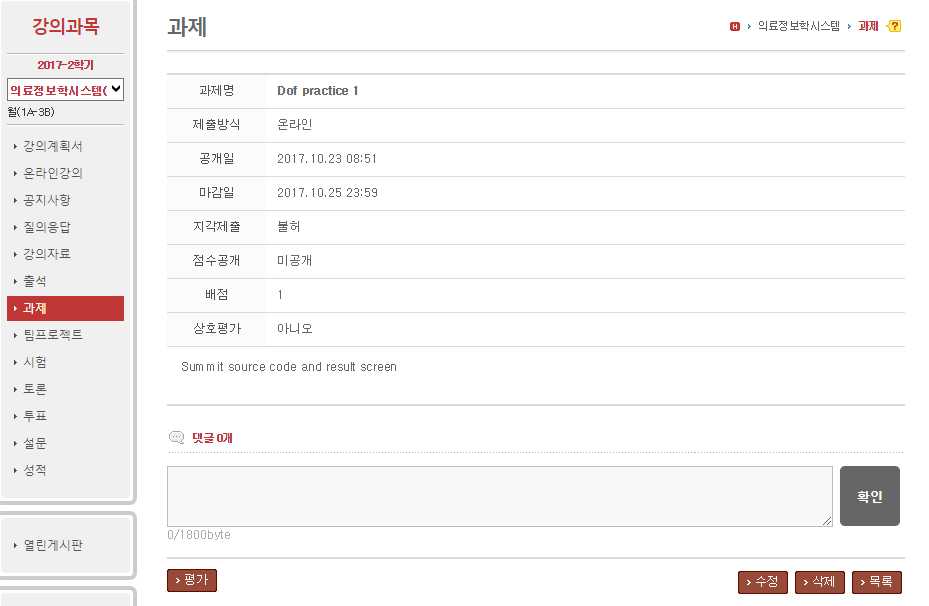 강의과목
2017-2학기
의료정보학시스템(
월(1A-3B)
강의계획서
온라인강의
공지사항
질의응답
강의자료
출석
과제
팀프로젝트
시험
토론
투표
설문
성적
열린게시판
과제
H 의료정보학시스템 과제 ?
과제명 Dof practice 1
제출방식 온라인
공개일 2017.10.23 08:51
마감일 2017.10.25 23:59
지각제출 불허
점수공개 미공개
배점 1
상호평가 아니오
Summit source code and result screen
댓글 0개
확인
0/1800byte
평가
수정 삭제 목록